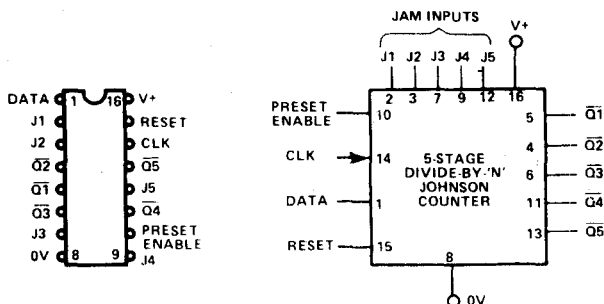 DATA 1 16 V+
J1 RESET
J2 CLK
Q̅2̅ Q̅5̅
Q̅1̅ J5
Q̅3̅ Q̅4̅
J3 PRESET
ENABLE
0V 8 9 J4
JAM INPUTS
V+
J1 J2 J3 J4 J5
2 3 7 9 12 16
PRESET
ENABLE 10
CLK 14
DATA 1
RESET 15
5-STAGE
DIVIDE-BY-'N'
JOHNSON
COUNTER
5 Q̅1̅
4 Q̅2̅
6 Q̅3̅
11 Q̅4̅
13 Q̅5̅
8
0V